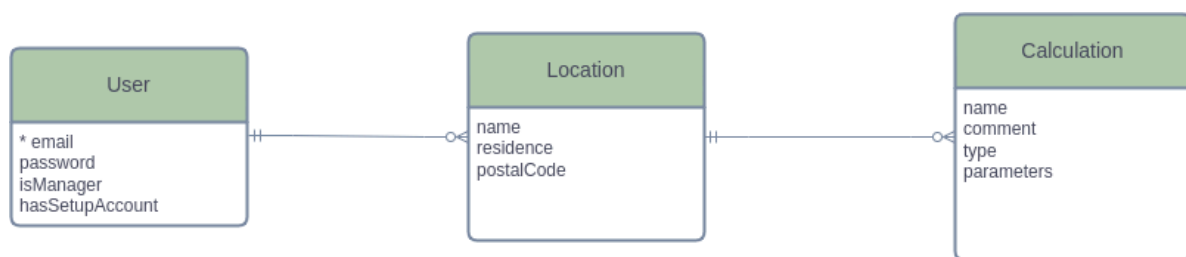 User
* email
password
isManager
hasSetupAccount
Location
name
residence
postalCode
Calculation
name
comment
type
parameters